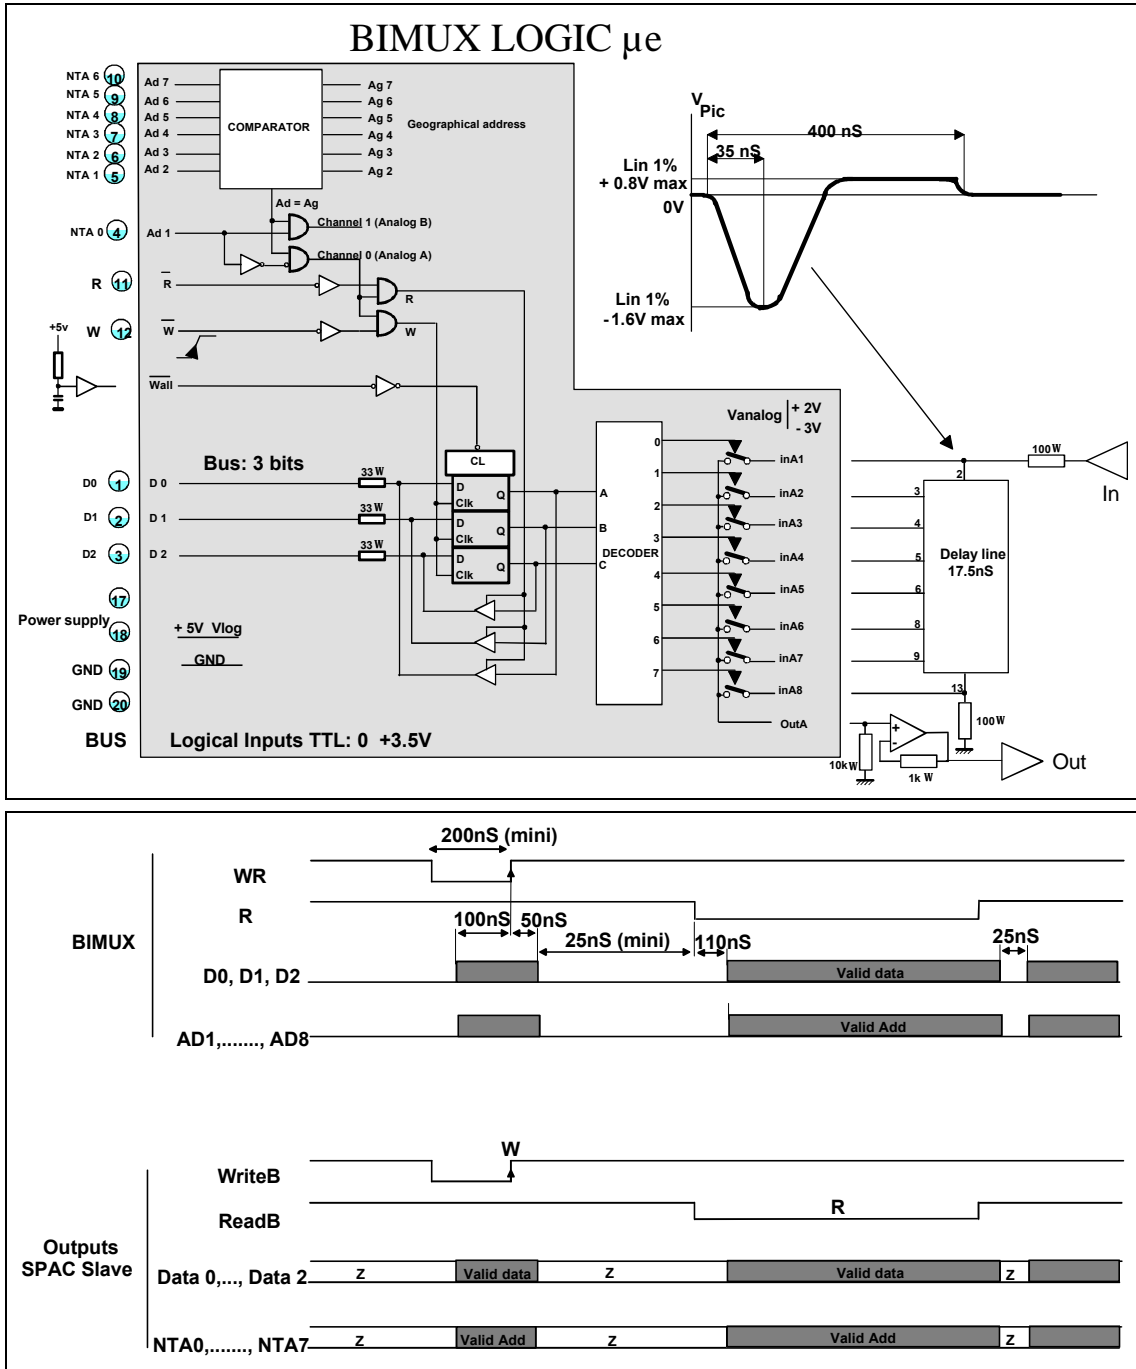 BIMUX LOGIC µe
NTA 6 10 Ad 7 Ag 7
NTA 5 9 Ad 6 Ag 6
NTA 4 8 Ad 5 Ag 5
NTA 3 7 Ad 4 COMPARATOR Ag 4 Geographical address
NTA 2 6 Ad 3 Ag 3
NTA 1 5 Ad 2 Ag 2
Ad = Ag
NTA 0 4 Ad 1 Channel 1 (Analog B)
Channel 0 (Analog A)
R 11 R R
W 12 W W
+5v
Wall
V Pic
400 nS
35 nS
Lin 1%
+ 0.8V max
0V
Lin 1%
-1.6V max
Bus: 3 bits
CL
D0 1 D 0 33 W D Q Clk
D1 2 D 1 33 W D Q Clk
D2 3 D 2 33 W D Q Clk
A
B
C
DECODER
0
1
2
3
4
5
6
7
Vanalog + 2V
- 3V
inA1
inA2
inA3
inA4
inA5
inA6
inA7
inA8
OutA
100W
In
2
3
4
5
6
8
9
13
Delay line
17.5nS
100W
10kW
+
-
1k W
Out
17
Power supply
18
+ 5V Vlog
GND
GND 19
GND 20
BUS
Logical Inputs TTL: 0 +3.5V
200nS (mini)
WR
R
BIMUX
100nS 50nS
25nS (mini) 110nS 25nS
D0, D1, D2 Valid data
AD1,......., AD8 Valid Add
W
WriteB
ReadB R
Outputs
SPAC Slave
Data 0,..., Data 2 Z Valid data Z Valid data Z
NTA0,......., NTA7 Z Valid Add Z Valid Add Z